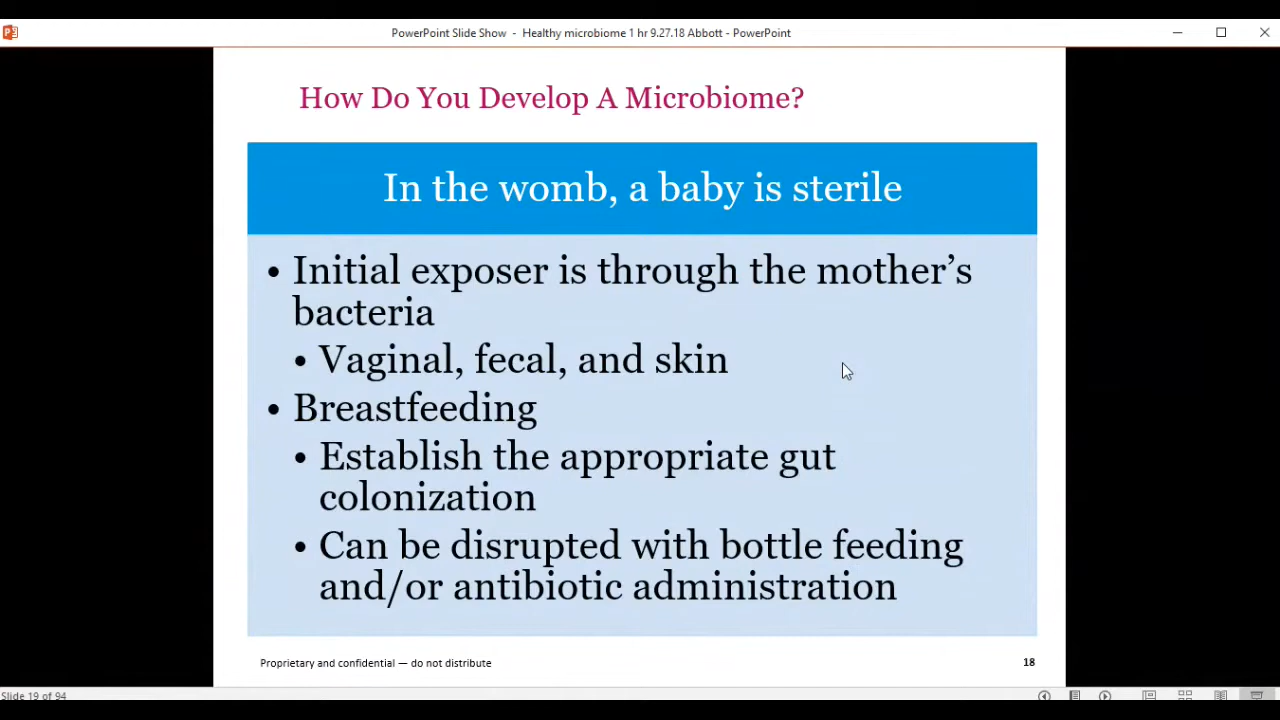 PowerPoint Slide Show - Healthy microbiome 1 hr 9.27.18 Abbott - PowerPoint
How Do You Develop A Microbiome?
In the womb, a baby is sterile
• Initial exposer is through the mother’s
bacteria
• Vaginal, fecal, and skin
• Breastfeeding
• Establish the appropriate gut
colonization
• Can be disrupted with bottle feeding
and/or antibiotic administration
Proprietary and confidential — do not distribute
18
Slide 19 of 94